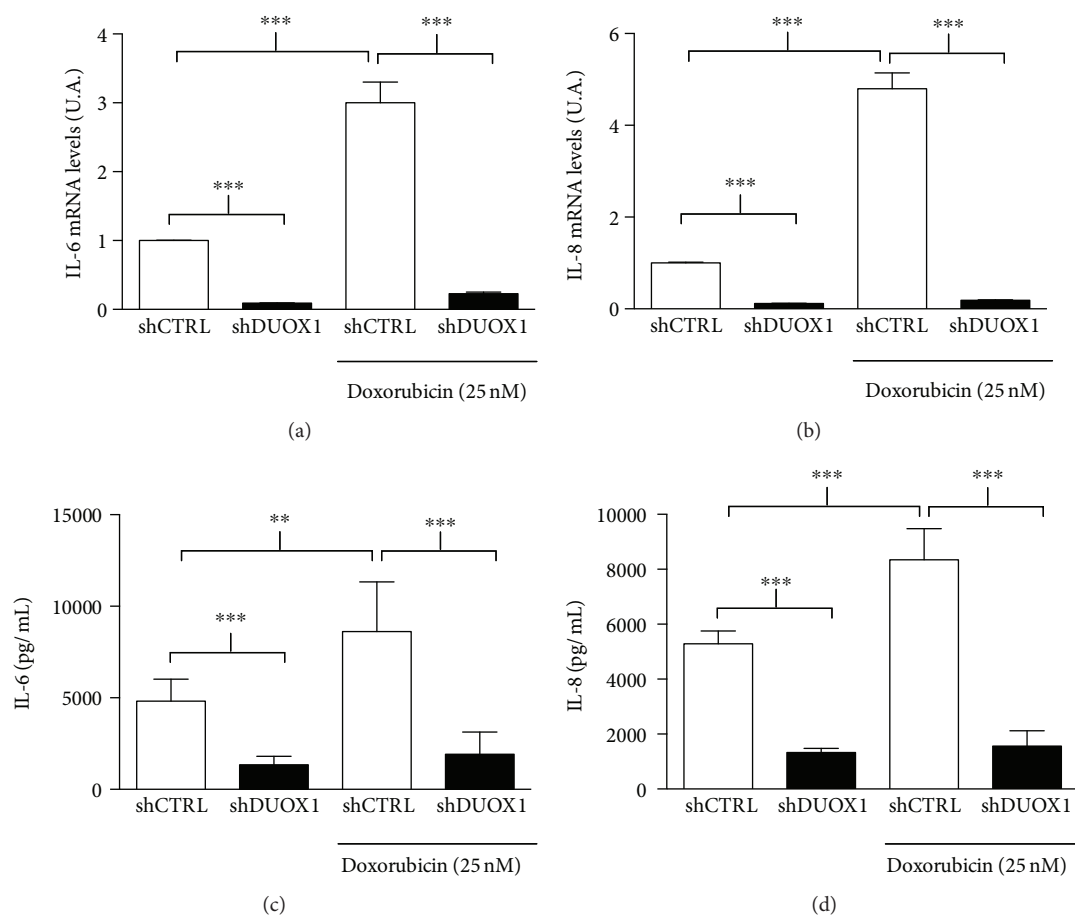 ***
***
***
IL-6 mRNA levels (U.A.)
4
3
2
1
0
shCTRL shDUOX1 shCTRL shDUOX1
Doxorubicin (25 nM)
(a)
***
***
***
IL-8 mRNA levels (U.A.)
6
4
2
0
shCTRL shDUOX1 shCTRL shDUOX1
Doxorubicin (25 nM)
(b)
**
***
***
IL-6 (pg/mL)
15000
10000
5000
0
shCTRL shDUOX1 shCTRL shDUOX1
Doxorubicin (25 nM)
(c)
***
***
***
IL-8 (pg/mL)
10000
8000
6000
4000
2000
0
shCTRL shDUOX1 shCTRL shDUOX1
Doxorubicin (25 nM)
(d)